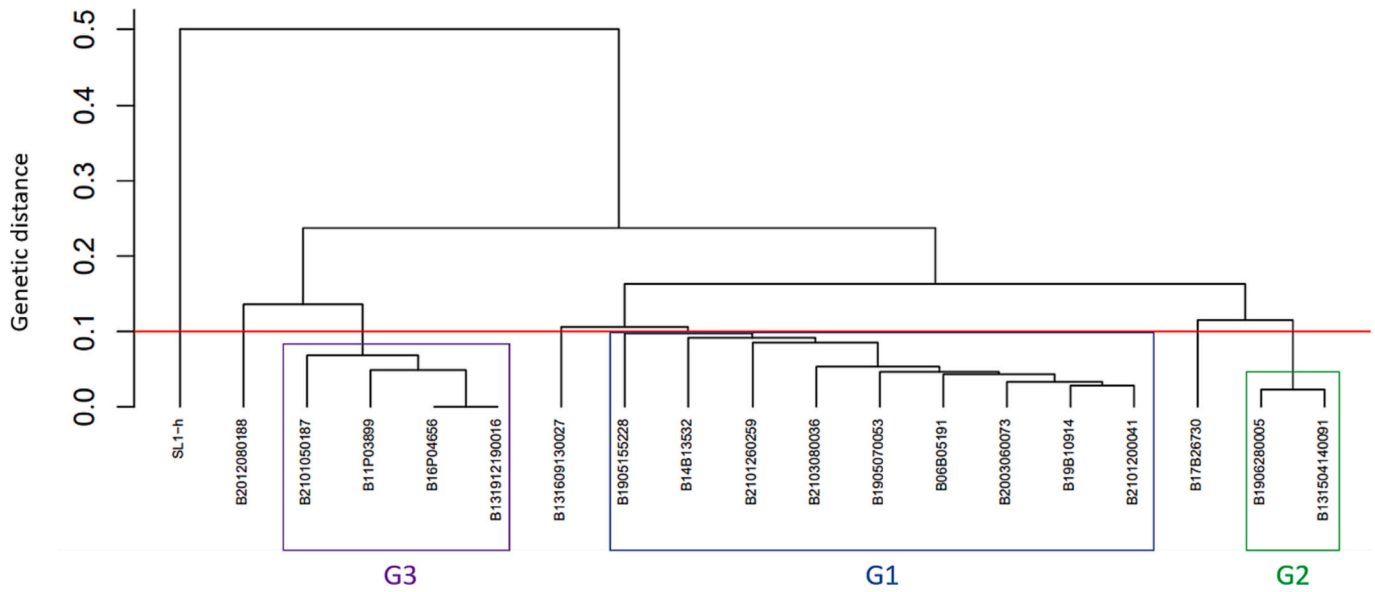 Genetic distance
0.5
0.4
0.3
0.2
0.1
0.0
SL1-h
B2012080188
B2101050187
B11P03899
B16P04656
B131912190016
B131609130027
B1905155228
B14B13532
B2101260259
B2103080036
B1905070053
B06B05191
B2003060073
B19B10914
B2101200041
B17B26730
B1906280005
B131504140091
G3
G1
G2